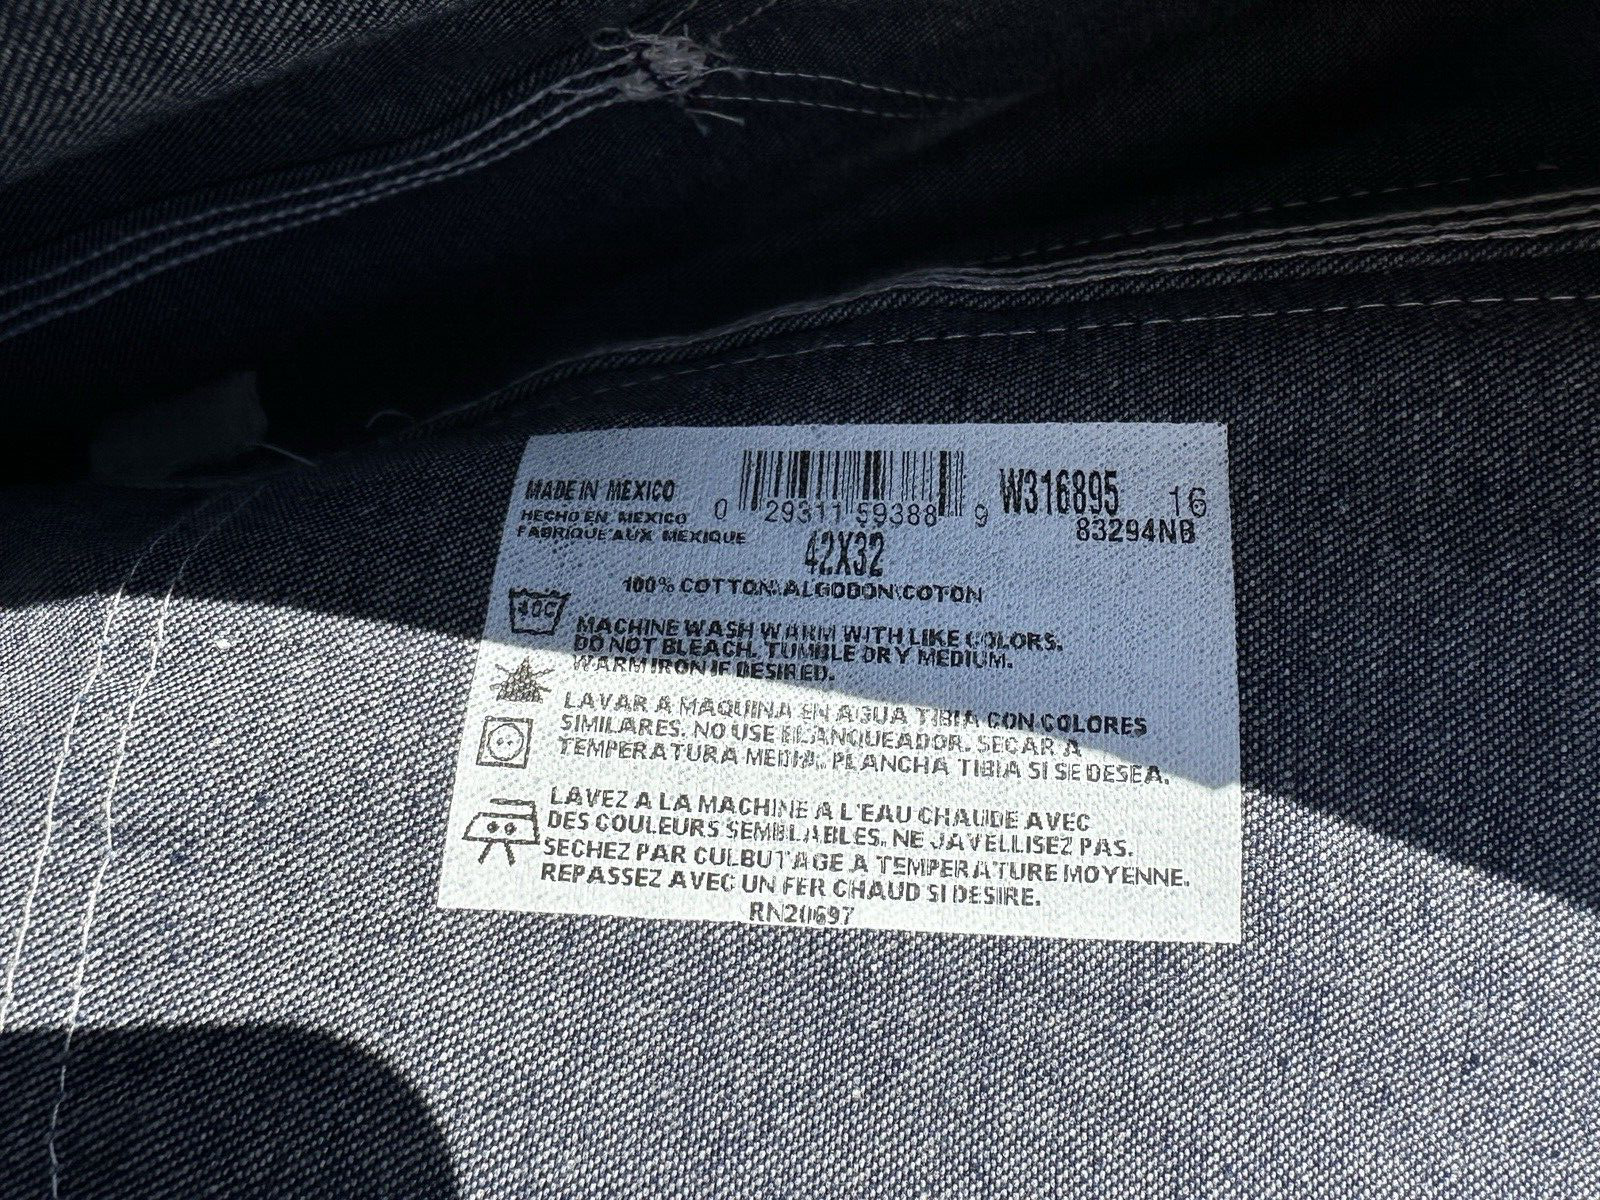 MADE IN MEXICO
HECHO EN MEXICO
FABRIQUE AUX MEXIQUE
0 29311 59388 9
W316895 16
83294NB
42X32
100% COTTON\ALGODON\COTON
40C
MACHINE WASH WARM WITH LIKE COLORS.
DO NOT BLEACH. TUMBLE DRY MEDIUM.
WARM IRON IF DESIRED.
LAVAR A MAQUINA EN AGUA TIBIA CON COLORES
SIMILARES. NO USE BLANQUEADOR. SECAR A
TEMPERATURA MEDIA. PLANCHA TIBIA SI SE DESEA.
LAVEZ A LA MACHINE A L'EAU CHAUDE AVEC
DES COULEURS SEMBLABLES. NE JAVELLISEZ PAS.
SECHEZ PAR CULBUTAGE A TEMPERATURE MOYENNE.
REPASSEZ AVEC UN FER CHAUD SI DESIRE.
RN20697